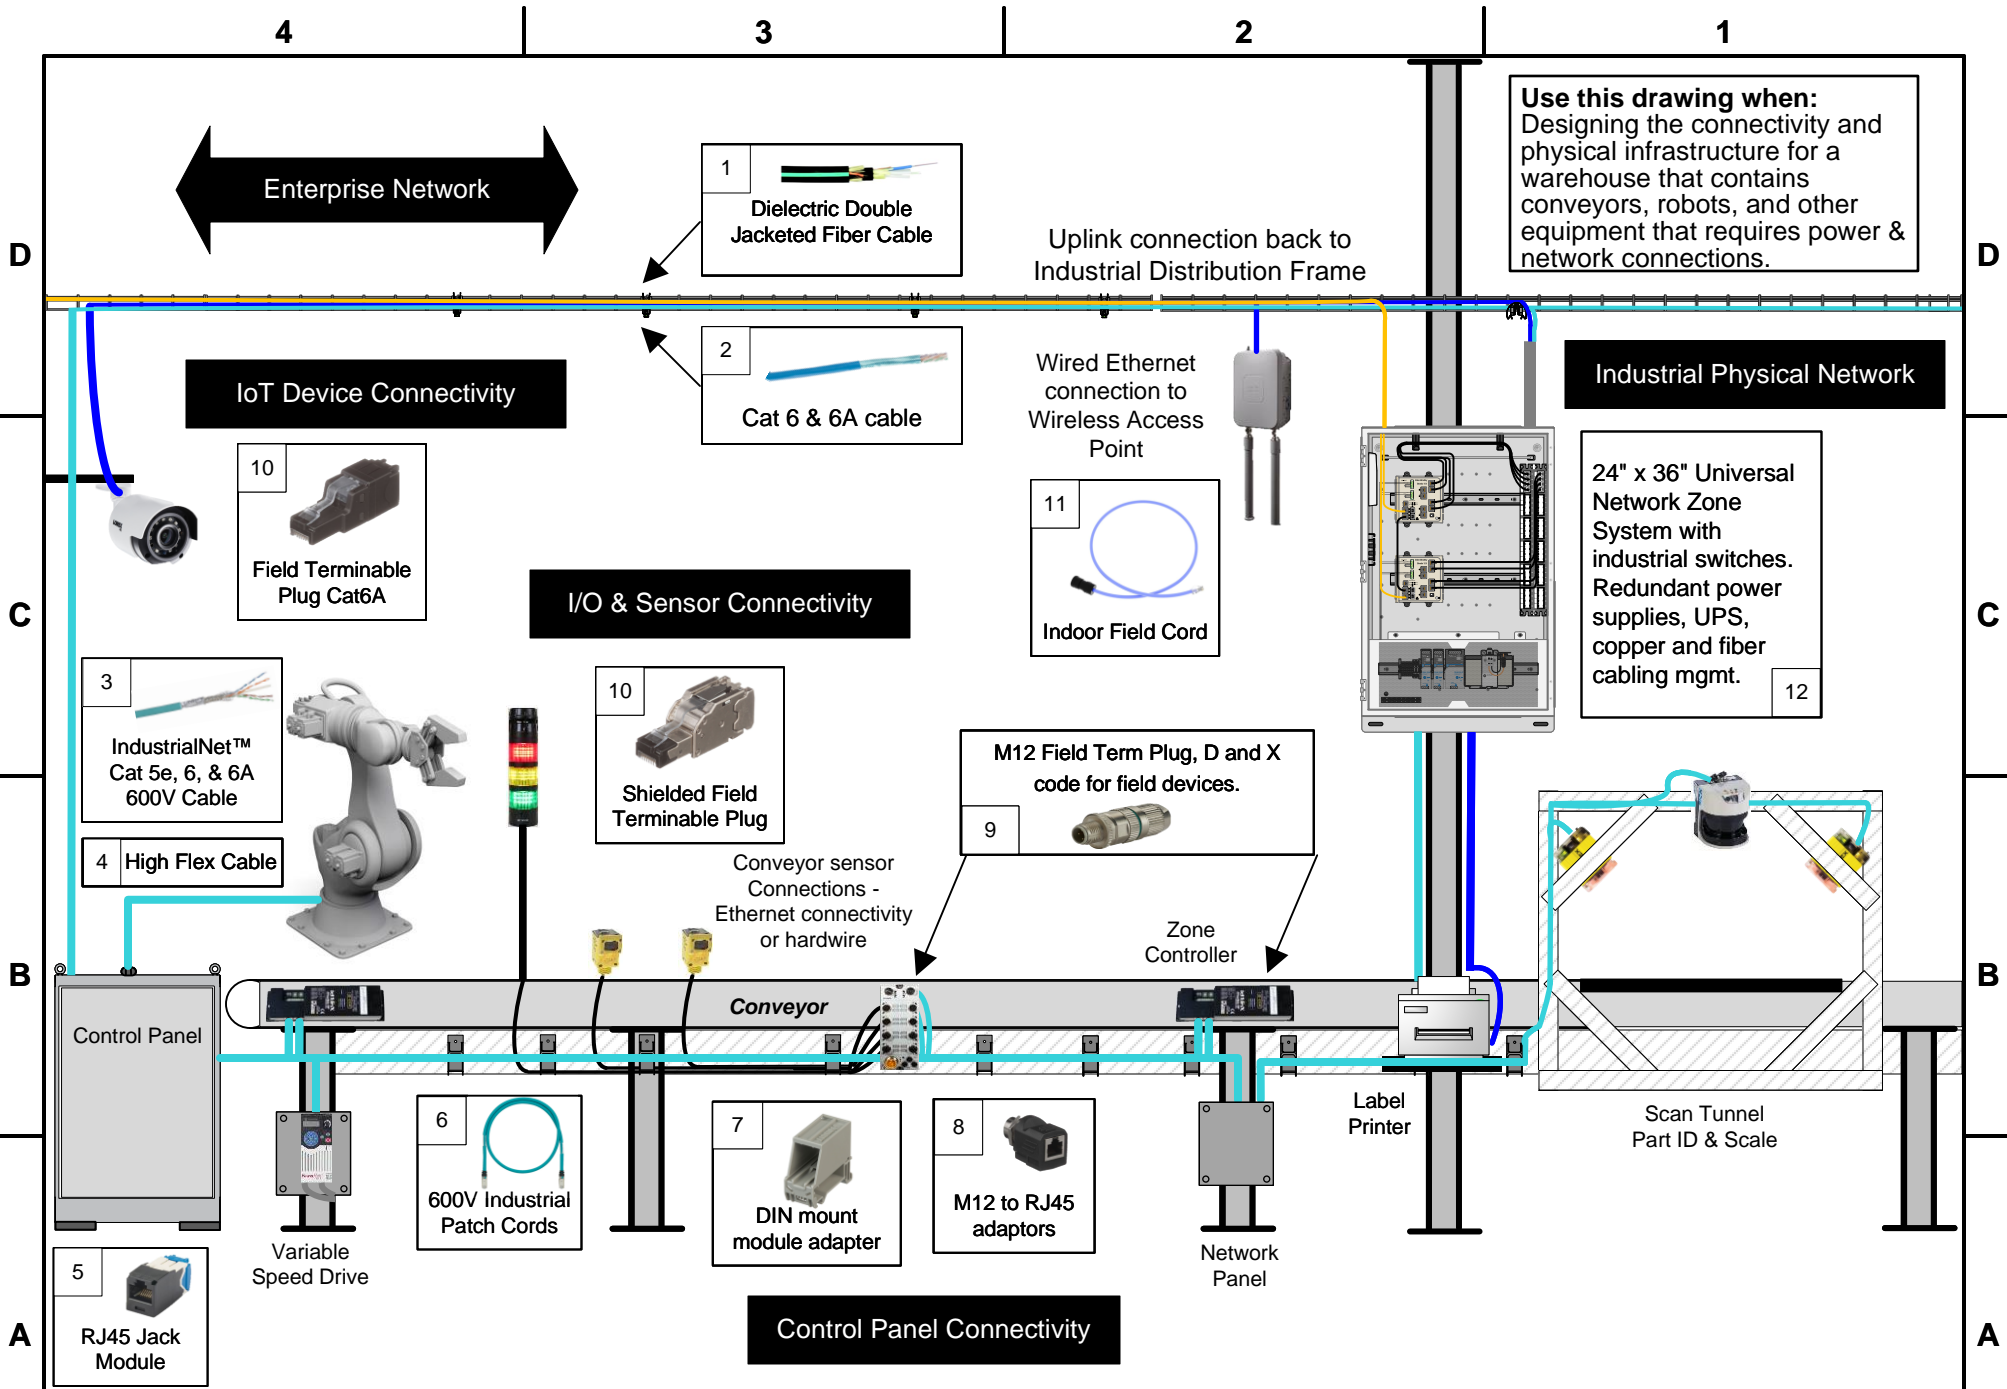 4
3
2
1
D
D
C
C
B
B
A
A
Use this drawing when:
Designing the connectivity and
physical infrastructure for a
warehouse that contains
conveyors, robots, and other
equipment that requires power &
network connections.
Enterprise Network
1
Dielectric Double
Jacketed Fiber Cable
Uplink connection back to
Industrial Distribution Frame
2
Cat 6 & 6A cable
IoT Device Connectivity
Wired Ethernet
connection to
Wireless Access
Point
Industrial Physical Network
10
Field Terminable
Plug Cat6A
11
Indoor Field Cord
24" x 36" Universal
Network Zone
System with
industrial switches.
Redundant power
supplies, UPS,
copper and fiber
cabling mgmt.
12
I/O & Sensor Connectivity
3
IndustrialNet™
Cat 5e, 6, & 6A
600V Cable
4
High Flex Cable
10
Shielded Field
Terminable Plug
M12 Field Term Plug, D and X
code for field devices.
9
Conveyor sensor
Connections -
Ethernet connectivity
or hardwire
Zone
Controller
Control Panel
Conveyor
Label
Printer
Scan Tunnel
Part ID & Scale
6
600V Industrial
Patch Cords
7
DIN mount
module adapter
8
M12 to RJ45
adaptors
Variable
Speed Drive
Network
Panel
5
RJ45 Jack
Module
Control Panel Connectivity